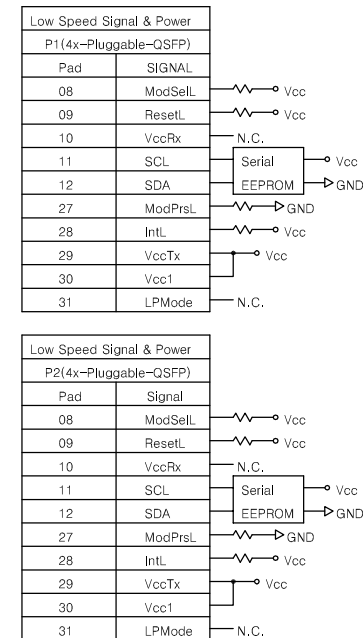 Low Speed Signal & Power
P1(4x-Pluggable-QSFP)
Pad SIGNAL
08 ModSelL Vcc
09 ResetL Vcc
10 VccRx N.C.
11 SCL Serial Vcc
12 SDA EEPROM GND
27 ModPrsL GND
28 IntL Vcc
29 VccTx Vcc
30 Vcc1
31 LPMode N.C.
Low Speed Signal & Power
P2(4x-Pluggable-QSFP)
Pad Signal
08 ModSelL Vcc
09 ResetL Vcc
10 VccRx N.C.
11 SCL Serial Vcc
12 SDA EEPROM GND
27 ModPrsL GND
28 IntL Vcc
29 VccTx Vcc
30 Vcc1
31 LPMode N.C.